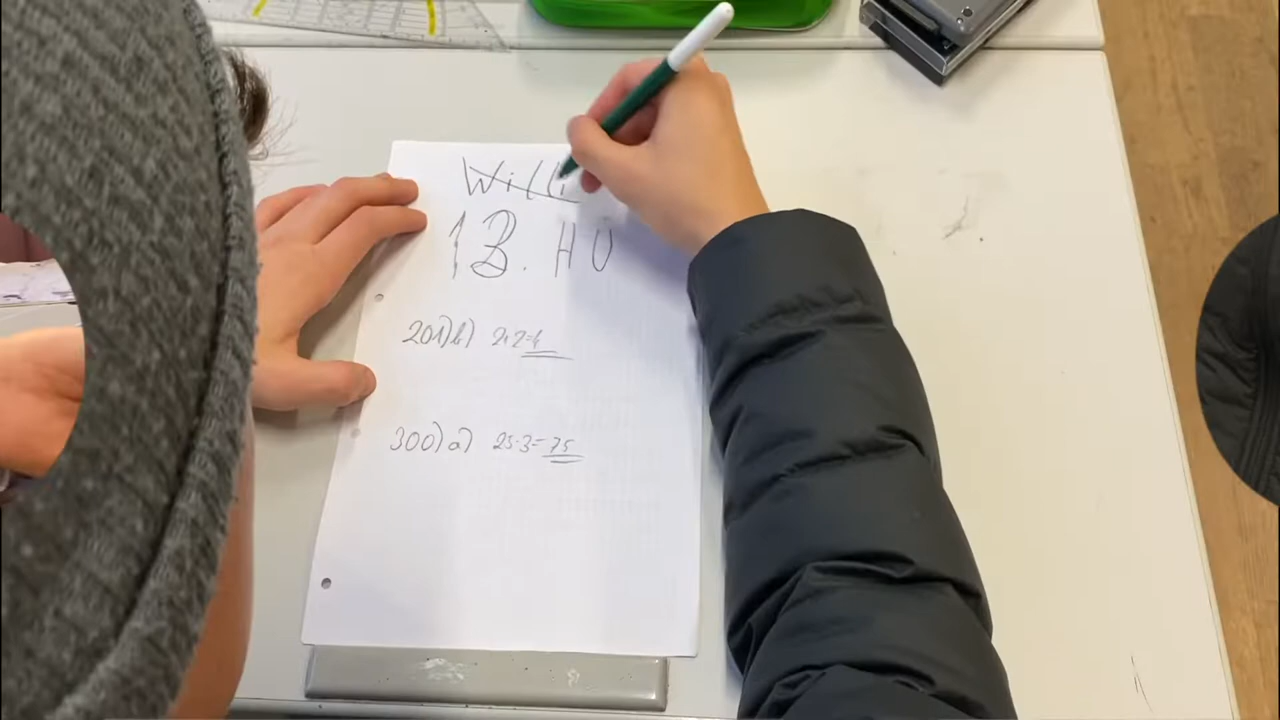 Willi
13. HÜ
201)b) 2·2=4
300)a) 25·3=75